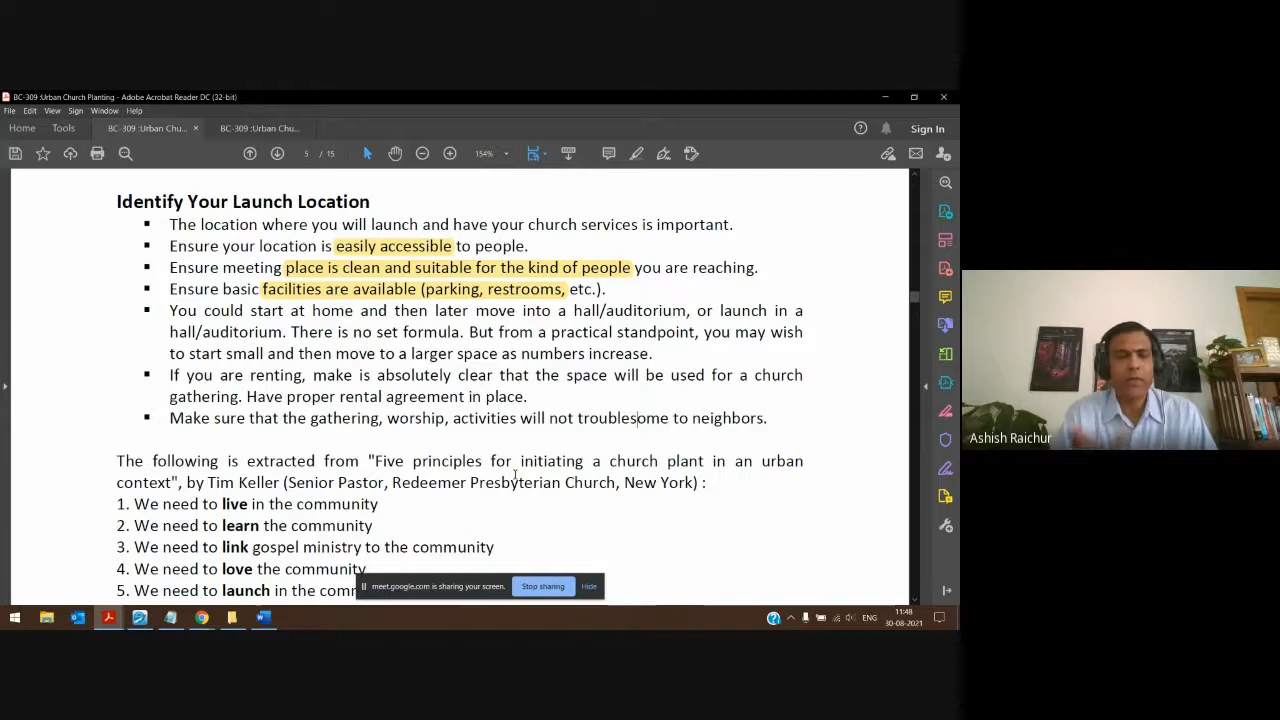 BC-309 :Urban Church Planting - Adobe Acrobat Reader DC (32-bit)
File Edit View Sign Window Help
Home Tools BC-309 :Urban Chu... × BC-309 :Urban Chu... Sign In
5 / 15 154%
Identify Your Launch Location
▪ The location where you will launch and have your church services is important.
▪ Ensure your location is easily accessible to people.
▪ Ensure meeting place is clean and suitable for the kind of people you are reaching.
▪ Ensure basic facilities are available (parking, restrooms, etc.).
▪ You could start at home and then later move into a hall/auditorium, or launch in a
hall/auditorium. There is no set formula. But from a practical standpoint, you may wish
to start small and then move to a larger space as numbers increase.
▪ If you are renting, make is absolutely clear that the space will be used for a church
gathering. Have proper rental agreement in place.
▪ Make sure that the gathering, worship, activities will not troublesome to neighbors.
The following is extracted from "Five principles for initiating a church plant in an urban
context", by Tim Keller (Senior Pastor, Redeemer Presbyterian Church, New York) :
1. We need to live in the community
2. We need to learn the community
3. We need to link gospel ministry to the community
4. We need to love the community
5. We need to launch in the comm
meet.google.com is sharing your screen. Stop sharing Hide
Ashish Raichur
ENG
11:48
30-08-2021